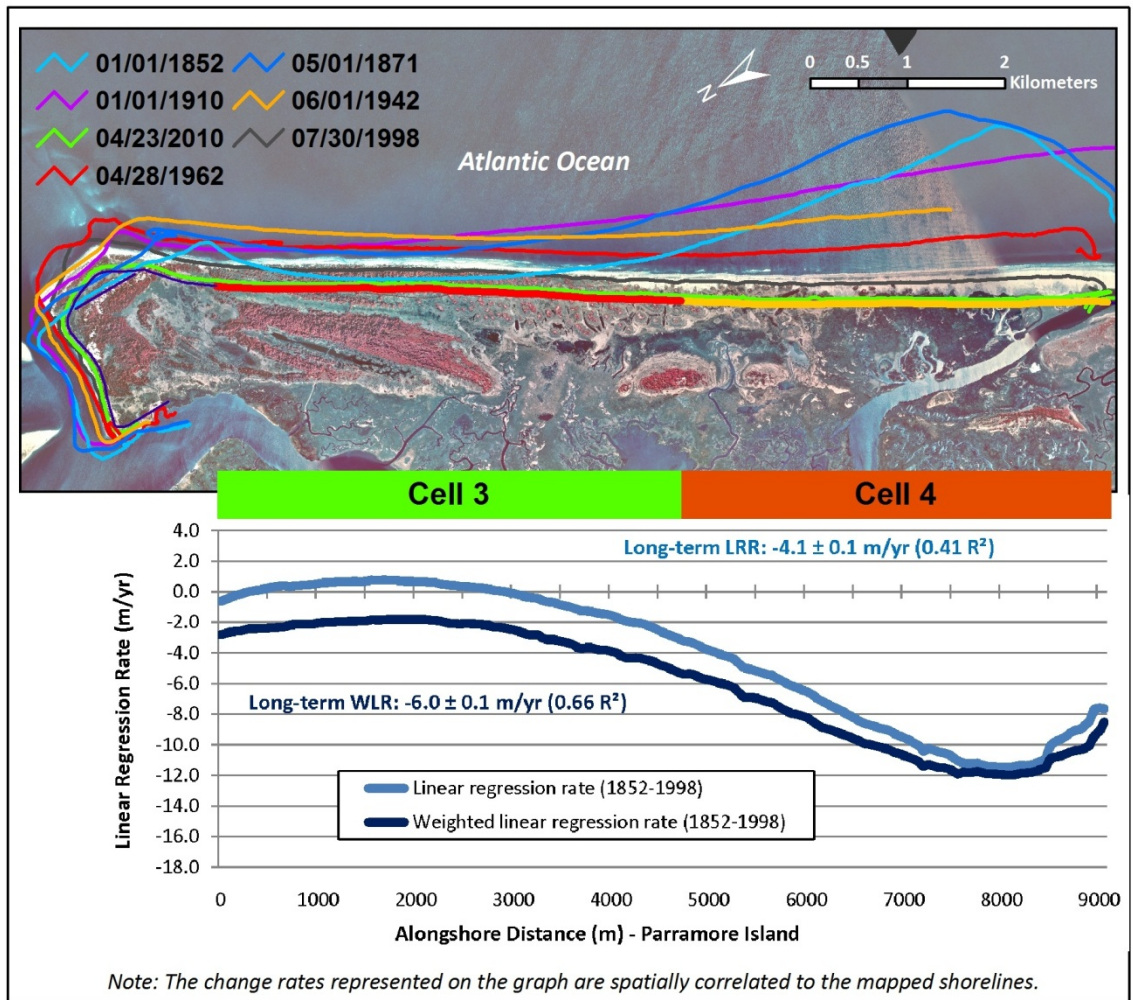 01/01/1852 05/01/1871
01/01/1910 06/01/1942
04/23/2010 07/30/1998
04/28/1962
N
0 0.5 1 2
Kilometers
Atlantic Ocean
Cell 3 Cell 4
Long-term LRR: -4.1 ± 0.1 m/yr (0.41 R²)
Long-term WLR: -6.0 ± 0.1 m/yr (0.66 R²)
Linear regression rate (1852-1998)
Weighted linear regression rate (1852-1998)
Linear Regression Rate (m/yr)
4.0
2.0
0.0
-2.0
-4.0
-6.0
-8.0
-10.0
-12.0
-14.0
-16.0
-18.0
0 1000 2000 3000 4000 5000 6000 7000 8000 9000
Alongshore Distance (m) - Parramore Island
Note: The change rates represented on the graph are spatially correlated to the mapped shorelines.